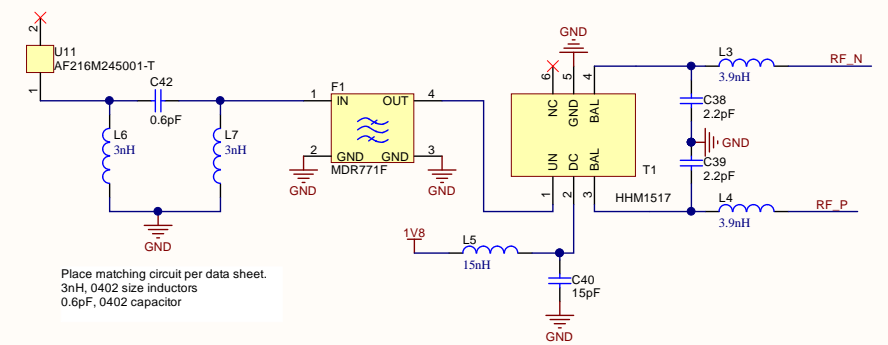 2
U11
AF216M245001-T
1
C42
0.6pF
L6
3nH
L7
3nH
GND
F1
1
IN
OUT
4
2
GND
GND
3
MDR771F
GND
GND
GND
6
5
4
NC
GND
BAL
UN
DC
BAL
T1
1
2
3
HHM1517
L3
3.9nH
RF_N
C38
2.2pF
GND
C39
2.2pF
L4
3.9nH
RF_P
1V8
L5
15nH
C40
15pF
GND
Place matching circuit per data sheet.
3nH, 0402 size inductors
0.6pF, 0402 capacitor